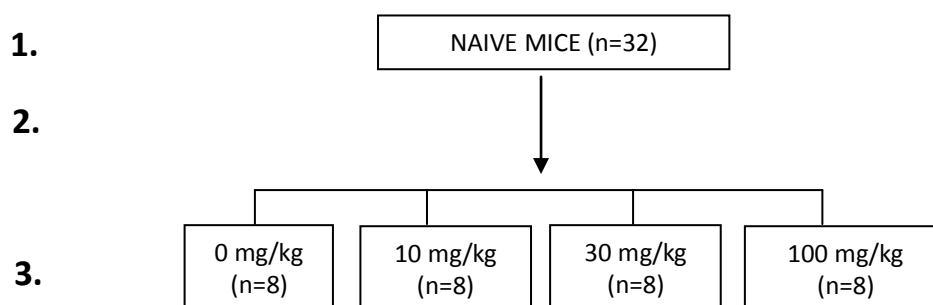 1.
NAIVE MICE (n=32)
2.
3.
0 mg/kg
(n=8)
10 mg/kg
(n=8)
30 mg/kg
(n=8)
100 mg/kg
(n=8)